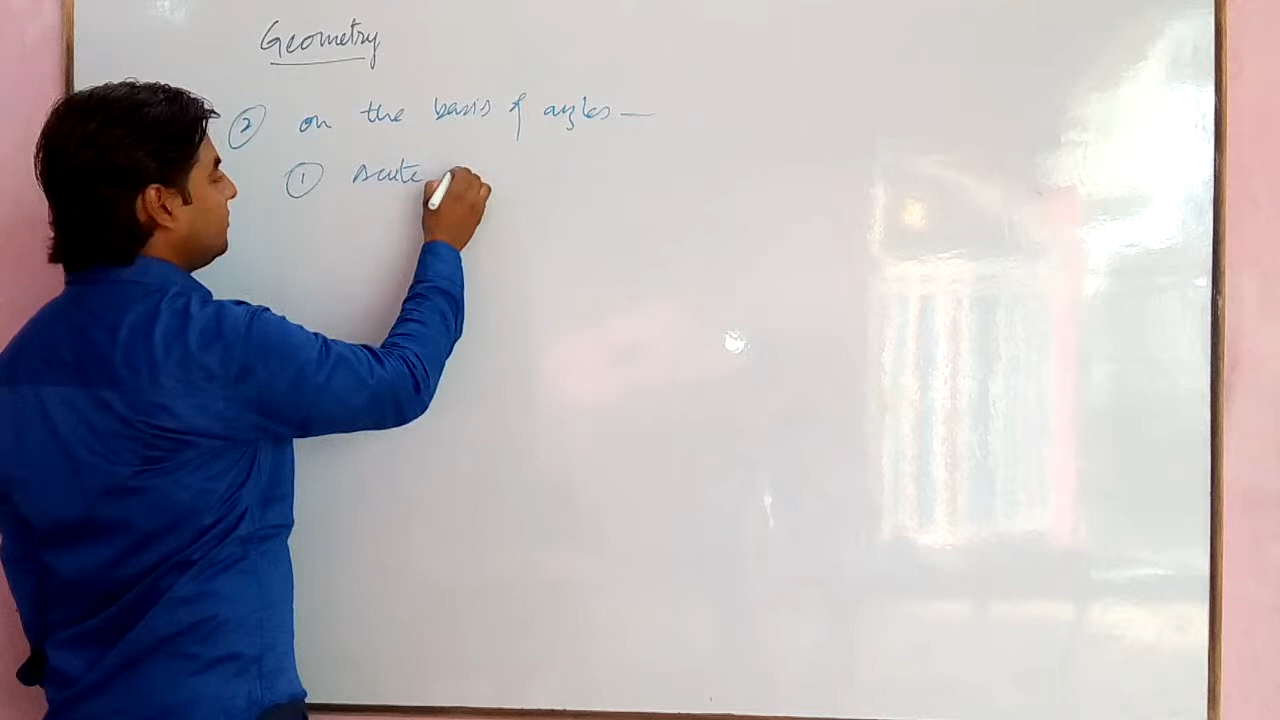 Geometry
② on the basis of angles —
① Acute